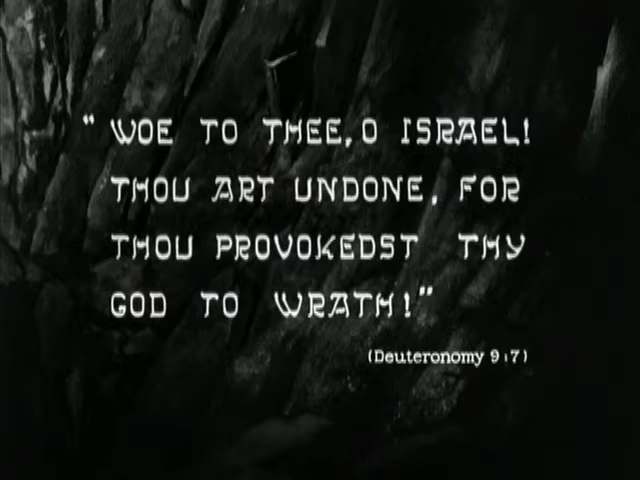 "WOE TO THEE, O ISRAEL!
THOU ART UNDONE, FOR
THOU PROVOKEDST THY
GOD TO WRATH!"
(Deuteronomy 9:7)